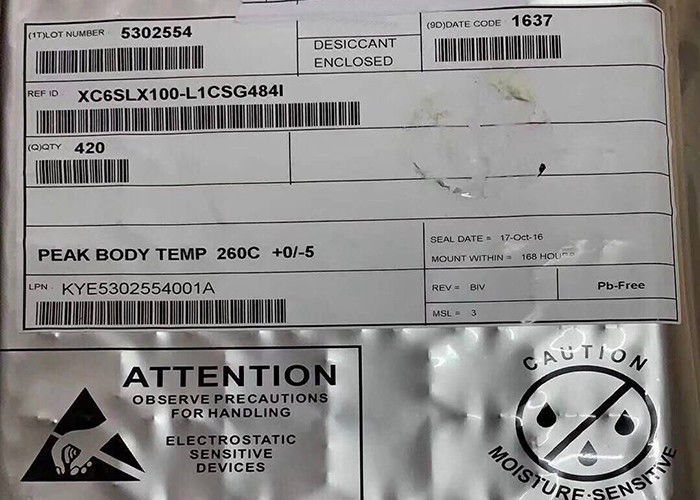 (1T)LOT NUMBER 5302554
DESICCANT
ENCLOSED
(9D)DATE CODE 1637
REF ID XC6SLX100-L1CSG484I
(Q)QTY 420
PEAK BODY TEMP 260C +0/-5
SEAL DATE = 17-Oct-16
MOUNT WITHIN = 168 HOURS
LPN - KYE5302554001A
REV = BIV
Pb-Free
MSL = 3
ATTENTION
OBSERVE PRECAUTIONS
FOR HANDLING
ELECTROSTATIC
SENSITIVE
DEVICES
CAUTION
MOISTURE-SENSITIVE